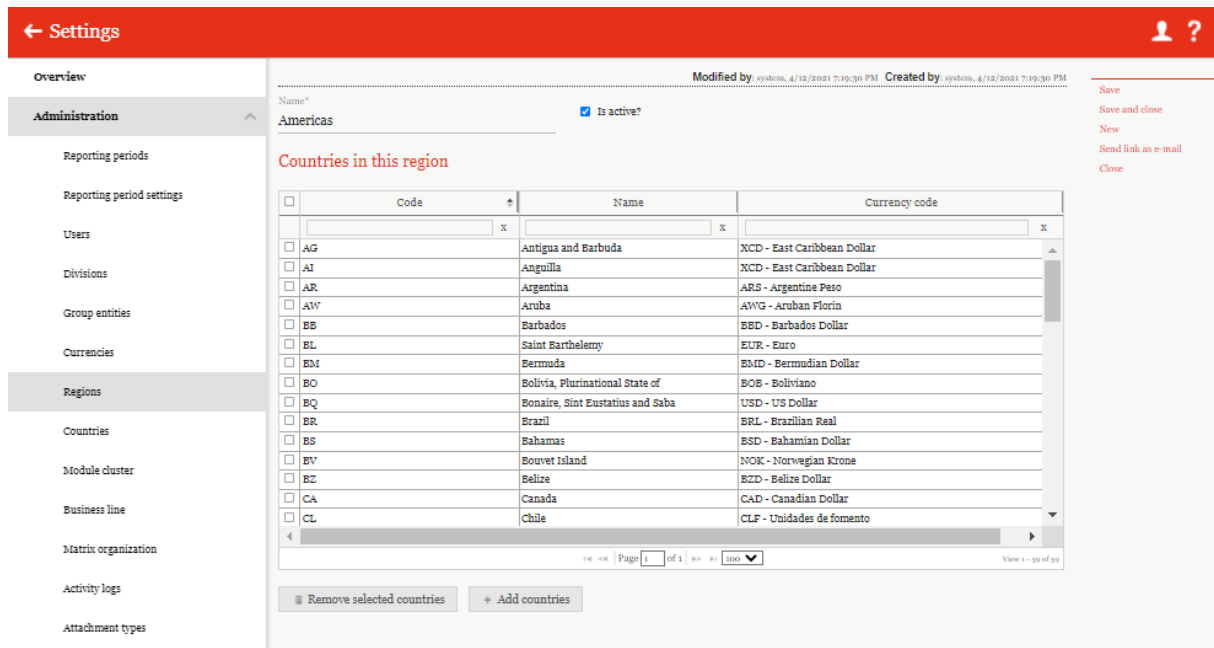 ← Settings ?
Overview
Administration
Reporting periods
Reporting period settings
Users
Divisions
Group entities
Currencies
Regions
Countries
Module cluster
Business line
Matrix organization
Activity logs
Attachment types
Modified by: system, 4/12/2021 7:19:30 PM Created by: system, 4/12/2021 7:19:30 PM
Name*
Americas
Is active?
Countries in this region
Code Name Currency code
x x x
AG Antigua and Barbuda XCD - East Caribbean Dollar
AI Anguilla XCD - East Caribbean Dollar
AR Argentina ARS - Argentine Peso
AW Aruba AWG - Aruban Florin
BB Barbados BBD - Barbados Dollar
BL Saint Barthelemy EUR - Euro
BM Bermuda BMD - Bermudian Dollar
BO Bolivia, Plurinational State of BOB - Boliviano
BQ Bonaire, Sint Eustatius and Saba USD - US Dollar
BR Brazil BRL - Brazilian Real
BS Bahamas BSD - Bahamian Dollar
BV Bouvet Island NOK - Norwegian Krone
BZ Belize BZD - Belize Dollar
CA Canada CAD - Canadian Dollar
CL Chile CLF - Unidades de fomento
Page 1 of 1 100 View 1 - 59 of 59
Remove selected countries + Add countries
Save
Save and close
New
Send link as e-mail
Close